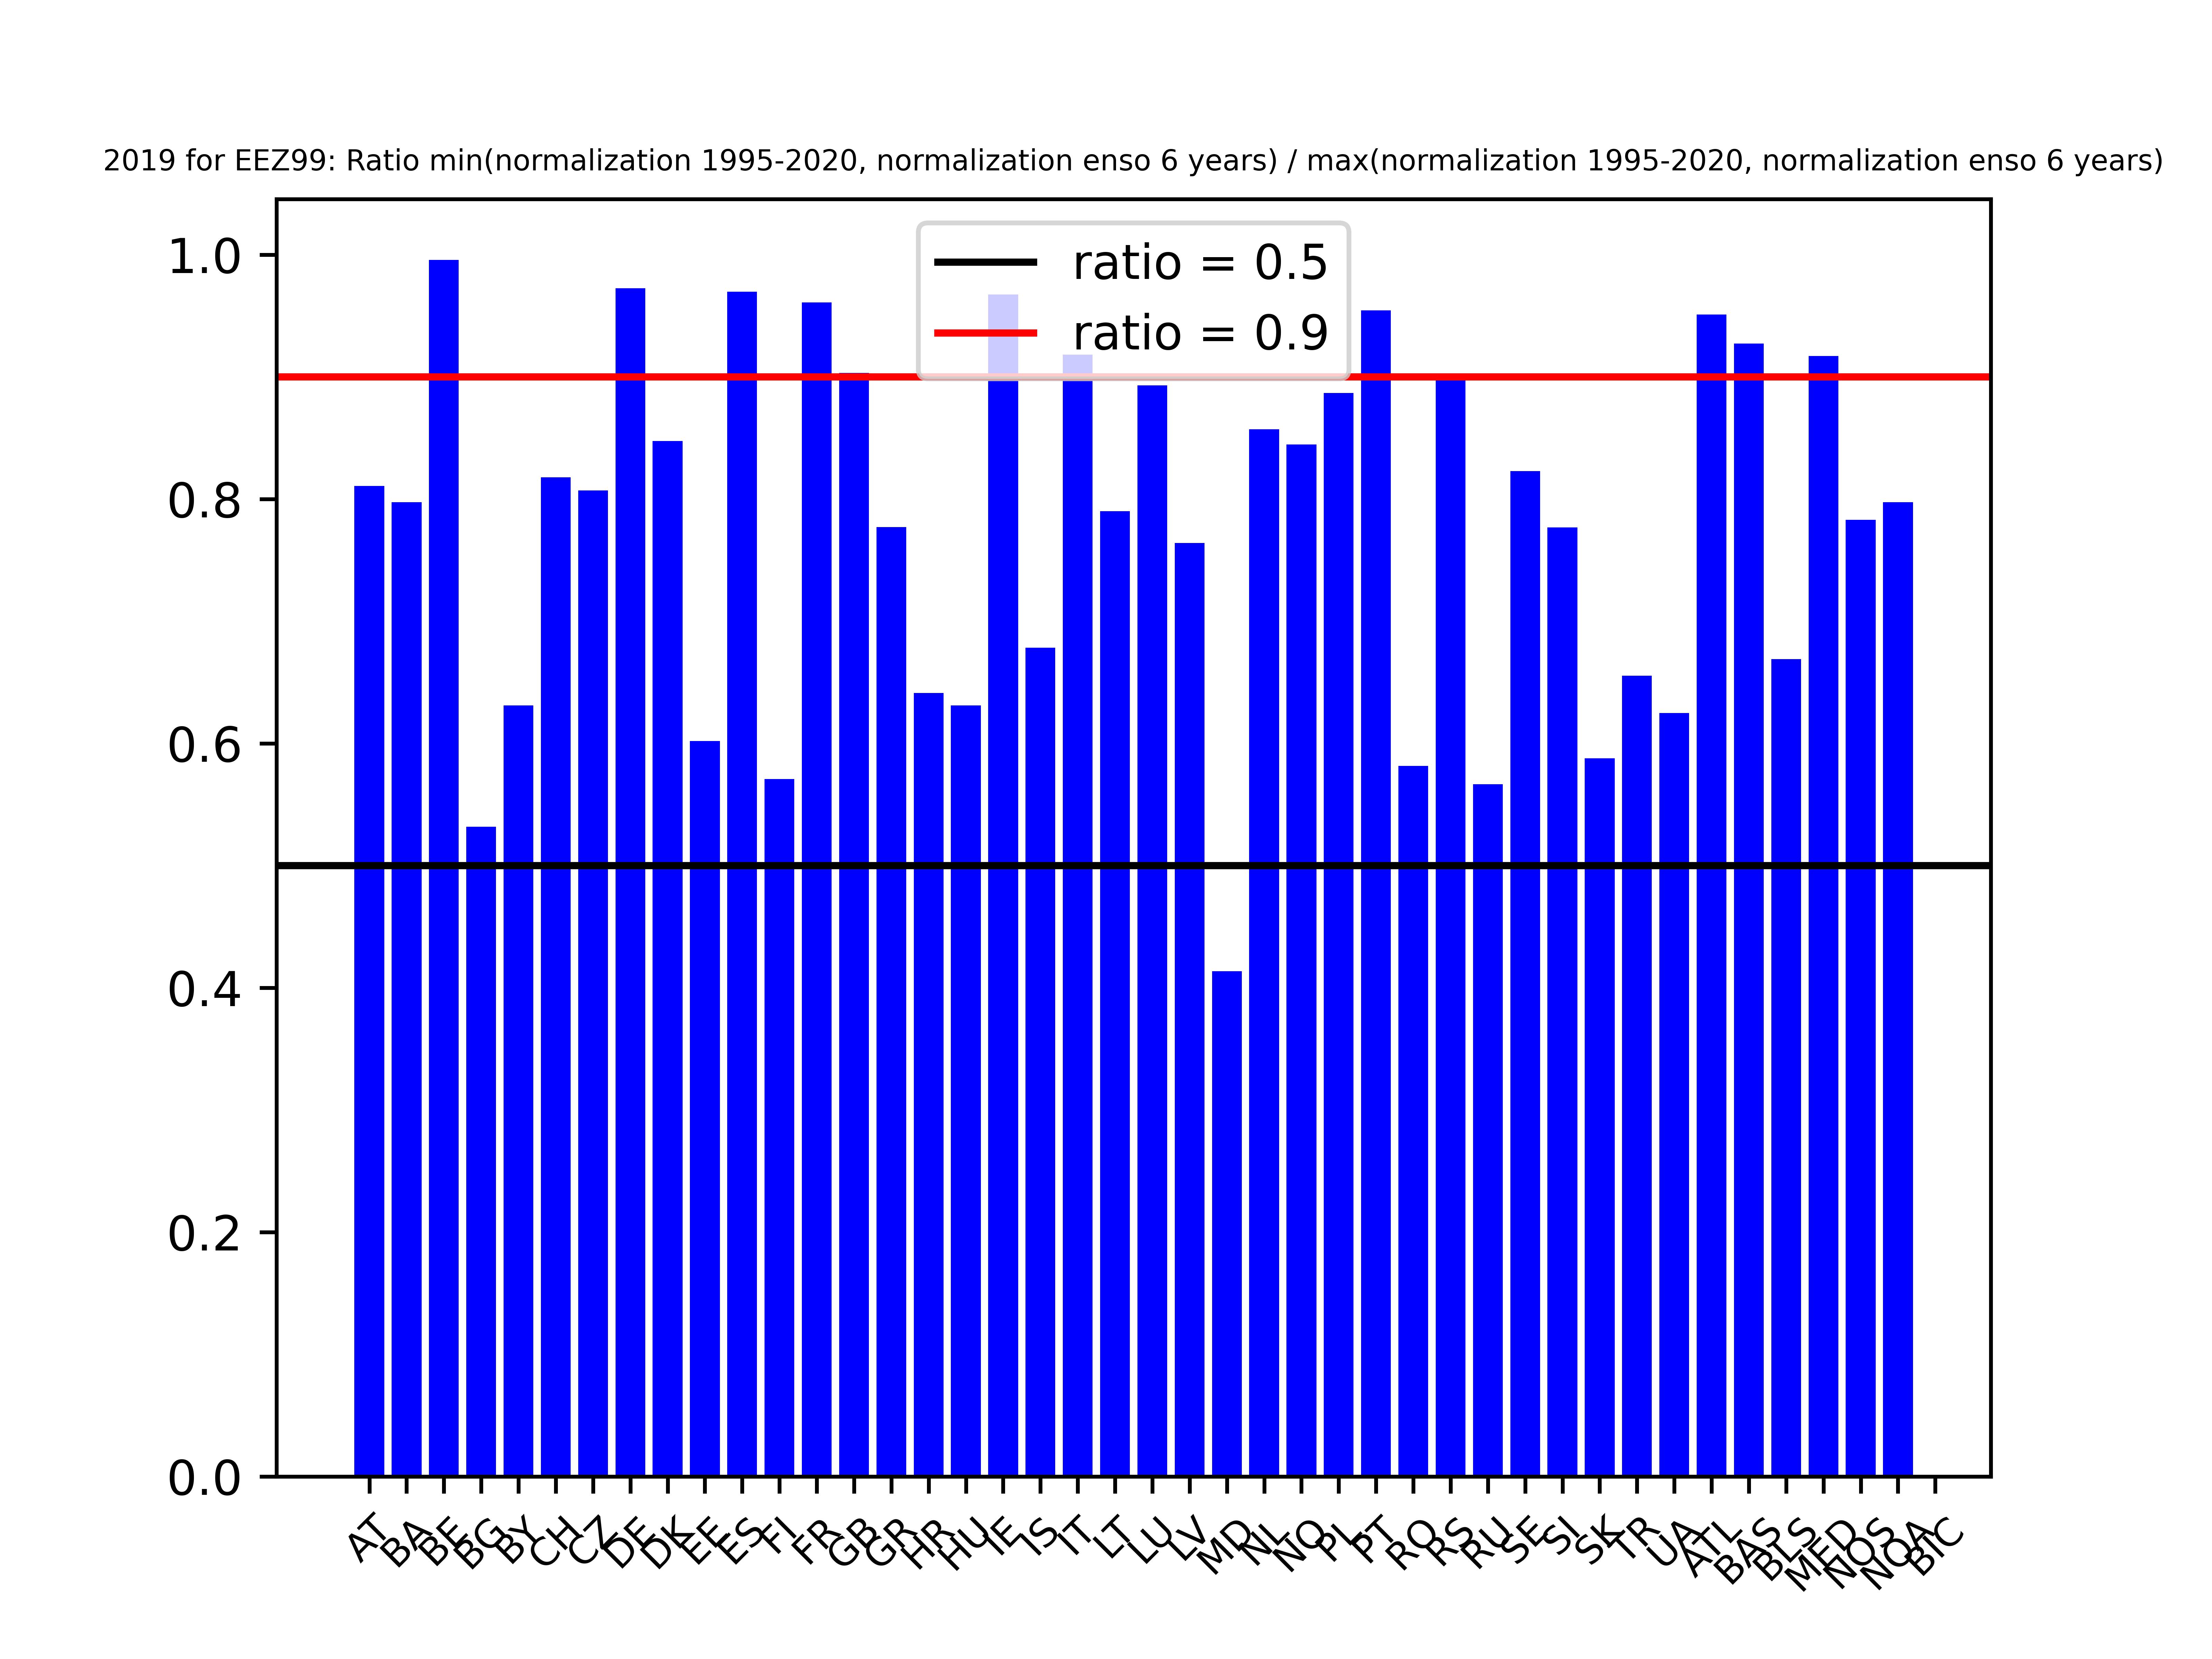 2019 for EEZ99: Ratio min(normalization 1995-2020, normalization enso 6 years) / max(normalization 1995-2020, normalization enso 6 years)
ratio = 0.5
ratio = 0.9
1.0
0.8
0.6
0.4
0.2
0.0
AT BA BE BG BY CH CZ DE DK EE ES FI FR GB GR HR HU IE IS IT LT LU LV MD NL NO PL PT RO RS RU SE SI SK TR UA ATL BAS BLS MED NOS NOA BIC